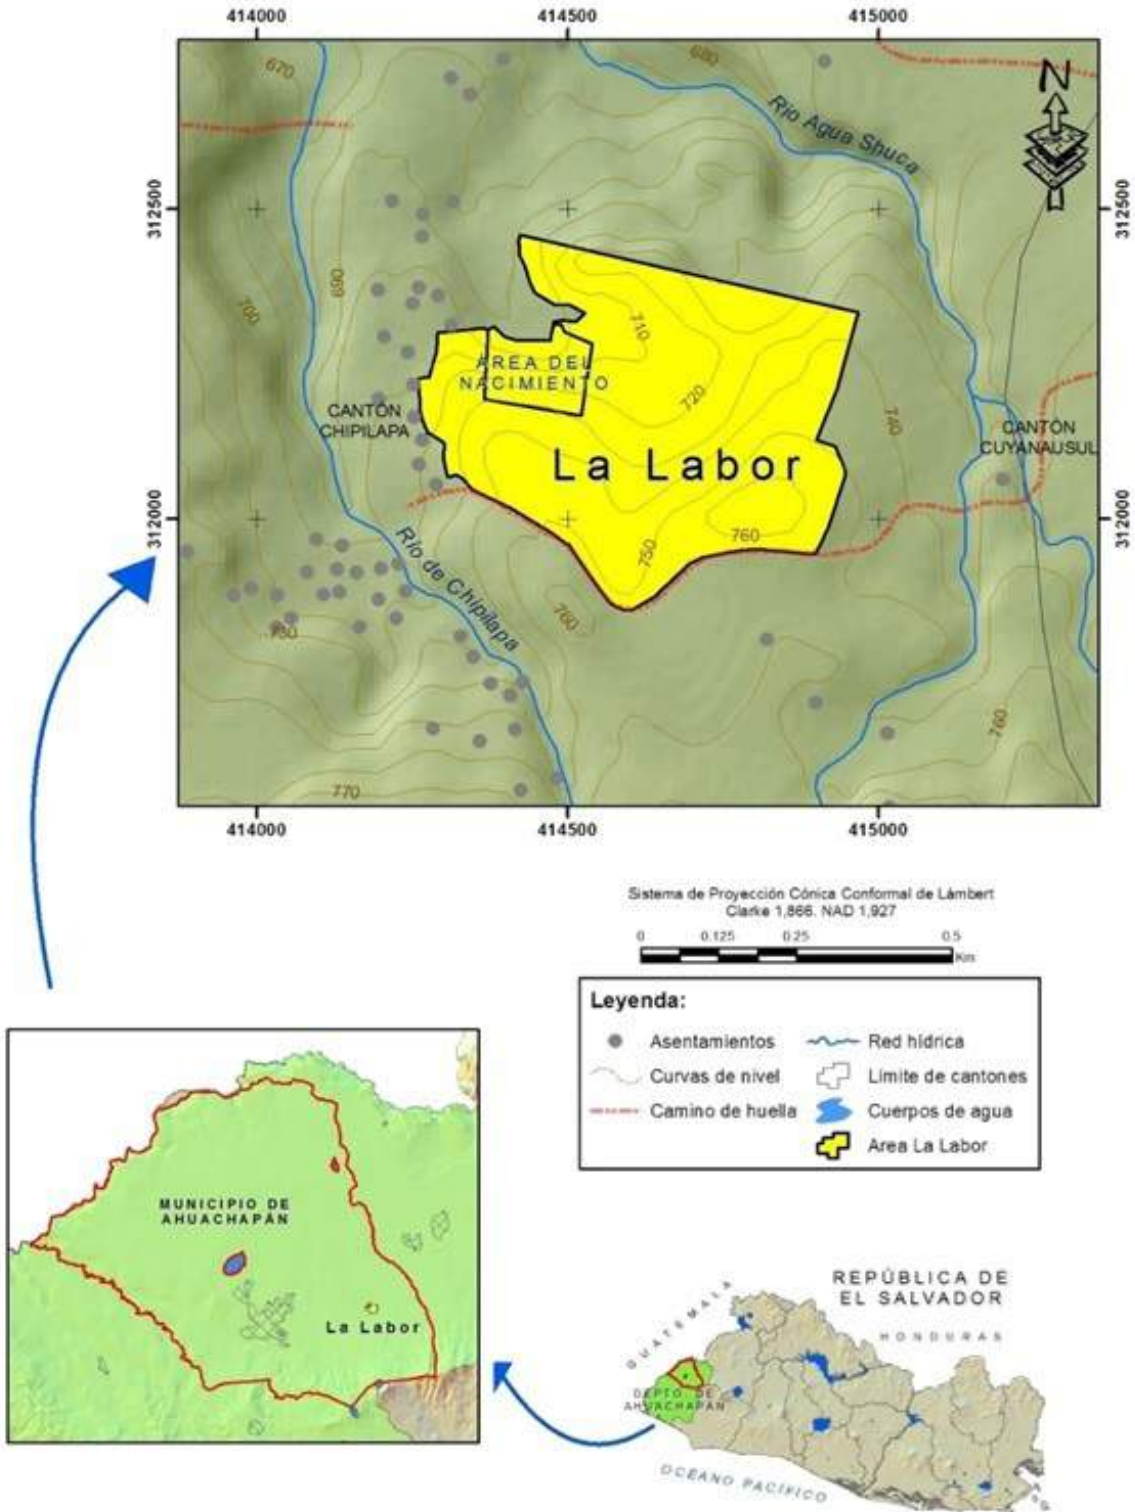 414000
414500
415000
670
680
N
Río Agua Shuca
312500
312500
690
700
710
ÁREA DEL
NACIMIENTO
720
CANTÓN
CHIPILAPA
740
CANTÓN
CUYANAUSUL
La Labor
312000
312000
760
750
Río de Chipilapa
760
750
760
770
414000
414500
415000
Sistema de Proyección Cónica Conformal de Lámbert
Clarke 1,866. NAD 1,927
0
0.125
0.25
0.5
Km
Leyenda:
Asentamientos
Red hídrica
Curvas de nivel
Límite de cantones
Camino de huella
Cuerpos de agua
Area La Labor
MUNICIPIO DE
AHUACHAPÁN
La Labor
REPÚBLICA DE
EL SALVADOR
GUATEMALA
HONDURAS
DEPTO. DE
AHUACHAPÁN
OCEANO PACÍFICO